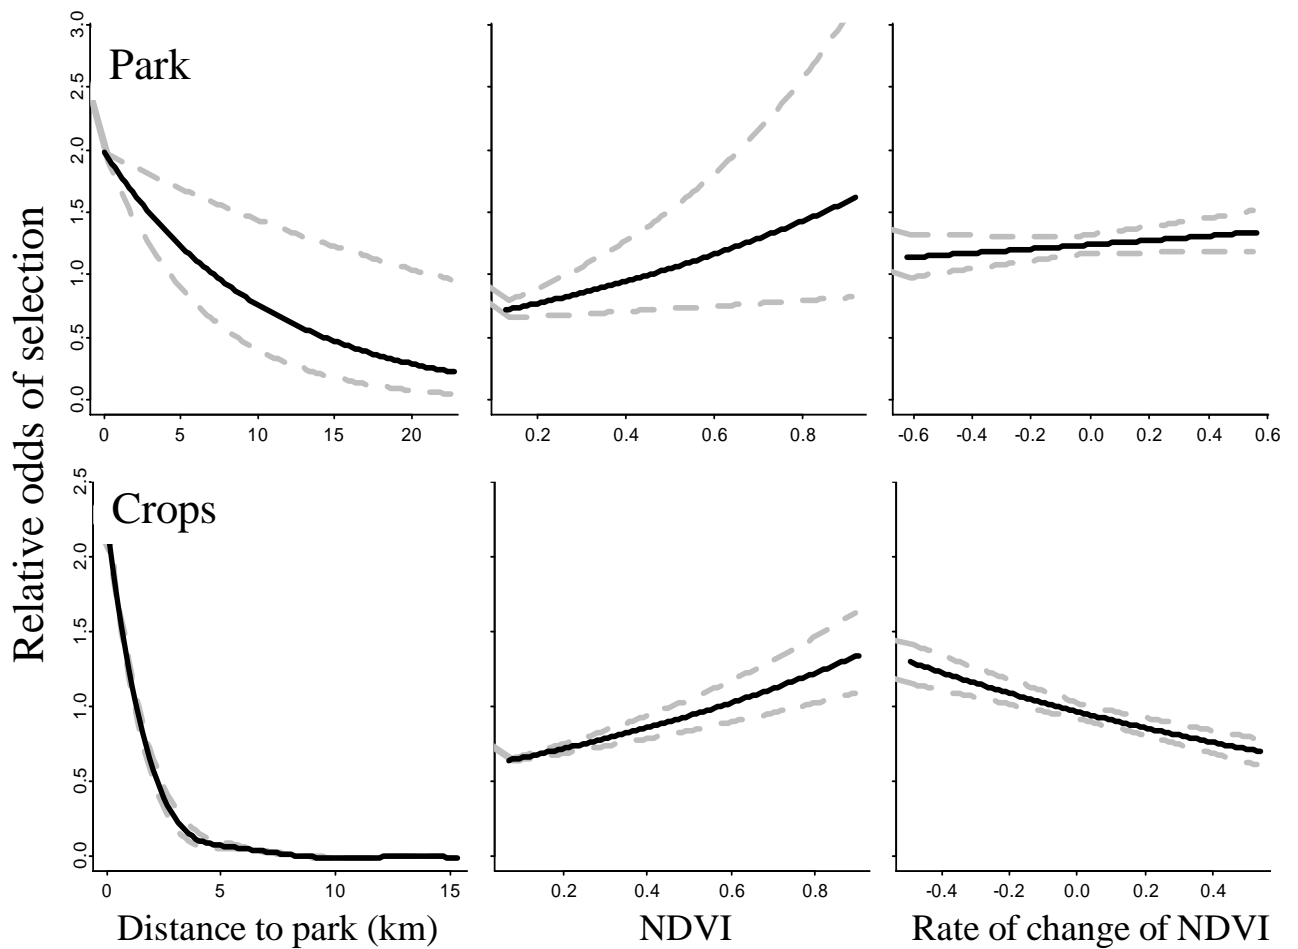 Relative odds of selection
Park
3.0
2.5
2.0
1.5
1.0
0.5
0.0
0 5 10 15 20
0.2 0.4 0.6 0.8
-0.6 -0.4 -0.2 0.0 0.2 0.4 0.6
Crops
2.5
2.0
1.5
1.0
0.5
0.0
0 5 10 15
0.2 0.4 0.6 0.8
-0.4 -0.2 0.0 0.2 0.4
Distance to park (km)
NDVI
Rate of change of NDVI